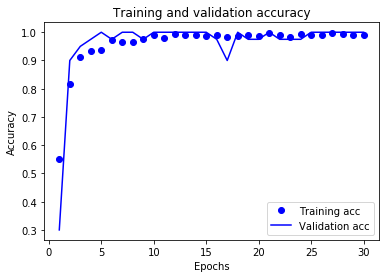 Training and validation accuracy
1.0
0.9
0.8
0.7
0.6
0.5
0.4
0.3
Accuracy
Training acc
Validation acc
0 5 10 15 20 25 30
Epochs